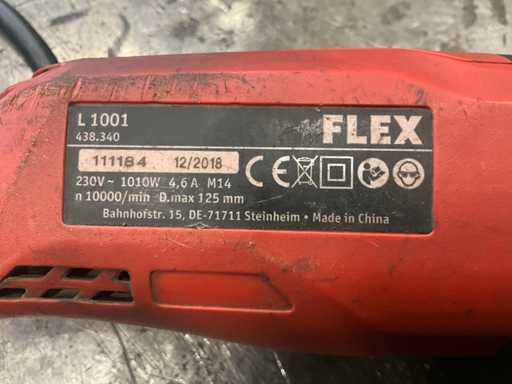 L 1001
438.340
FLEX
111184 12/2018
230V~ 1010W 4,6 A M14
n 10000/min D.max 125 mm
Bahnhofstr. 15, DE-71711 Steinheim • Made in China